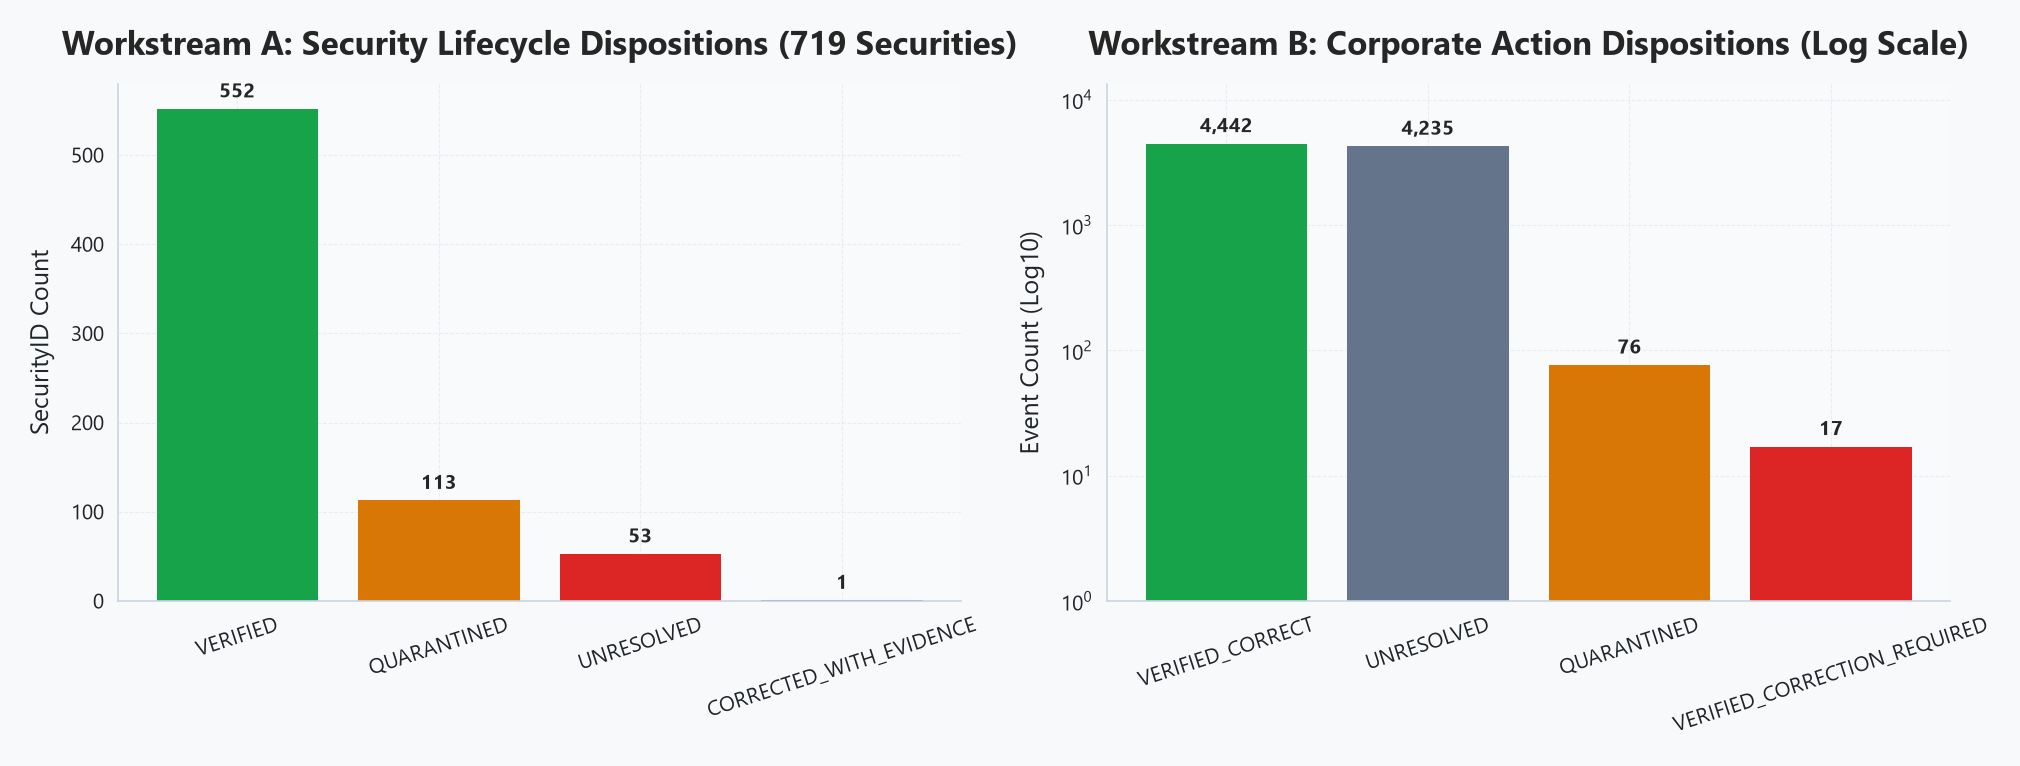 Workstream A: Security Lifecycle Dispositions (719 Securities)
SecurityID Count
500
400
300
200
100
0
552
113
53
1
VERIFIED
QUARANTINED
UNRESOLVED
CORRECTED_WITH_EVIDENCE
Workstream B: Corporate Action Dispositions (Log Scale)
Event Count (Log10)
10⁴
10³
10²
10¹
10⁰
4,442
4,235
76
17
VERIFIED_CORRECT
UNRESOLVED
QUARANTINED
VERIFIED_CORRECTION_REQUIRED